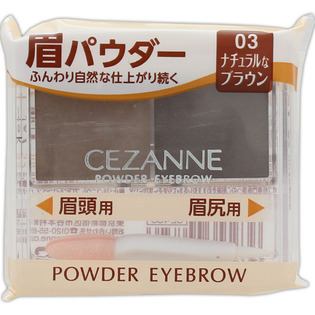 眉パウダー
ふんわり自然な仕上がり続く
03
ナチュラルな
ブラウン
CEZANNE
POWDER EYEBROW
眉頭用
眉尻用
POWDER EYEBROW